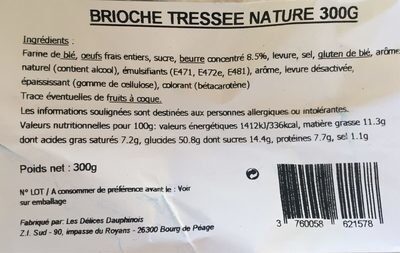 BRIOCHE TRESSEE NATURE 300G
Ingrédients :
Farine de blé, oeufs frais entiers, sucre, beurre concentré 8.5%, levure, sel, gluten de blé, arôme
naturel (contient alcool), émulsifiants (E471, E472e, E481), arôme, levure désactivée,
épaississant (gomme de cellulose), colorant (bétacarotène)
Trace éventuelles de fruits à coque.
Les informations soulignées sont destinées aux personnes allergiques ou intolérantes.
Valeurs nutritionnelles pour 100g: valeurs énergétiques 1412kJ/336kcal, matière grasse 11.3g
dont acides gras saturés 7.2g, glucides 50.8g dont sucres 14.4g, protéines 7.7g, sel 1.1g
Poids net : 300g
N° LOT / A consommer de préférence avant le : Voir
sur emballage
Fabriqué par: Les Délices Dauphinois
Z.I. Sud - 90, impasse du Royans - 26300 Bourg de Péage
3 760058 621578